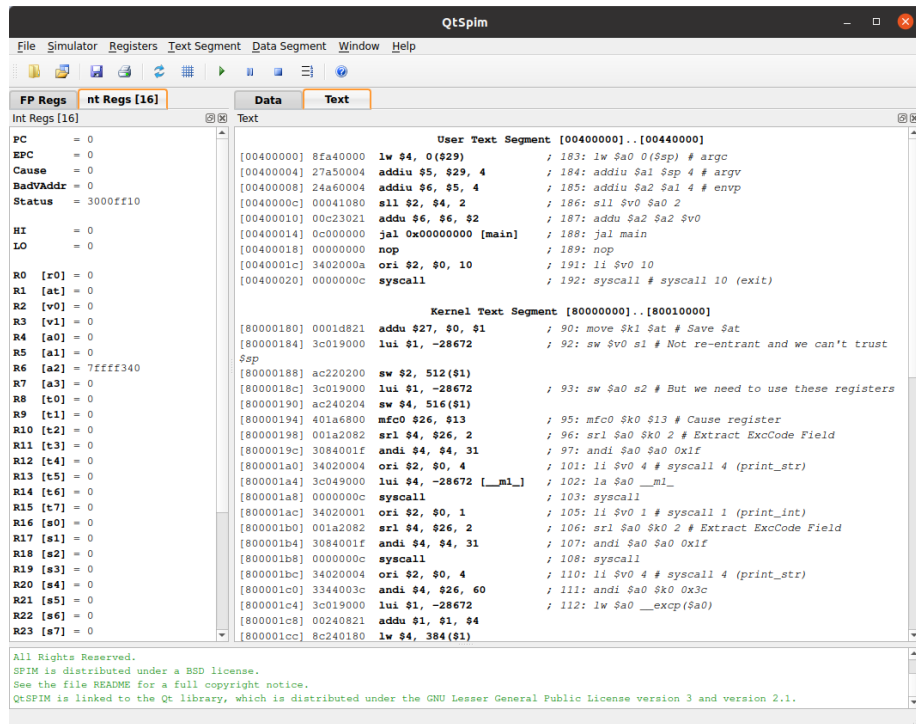 QtSpim
File Simulator Registers Text Segment Data Segment Window Help
FP Regs nt Regs [16] Data Text
Int Regs [16]
PC = 0
EPC = 0
Cause = 0
BadVAddr = 0
Status = 3000ff10
HI = 0
LO = 0
R0 [r0] = 0
R1 [at] = 0
R2 [v0] = 0
R3 [v1] = 0
R4 [a0] = 0
R5 [a1] = 0
R6 [a2] = 7ffff340
R7 [a3] = 0
R8 [t0] = 0
R9 [t1] = 0
R10 [t2] = 0
R11 [t3] = 0
R12 [t4] = 0
R13 [t5] = 0
R14 [t6] = 0
R15 [t7] = 0
R16 [s0] = 0
R17 [s1] = 0
R18 [s2] = 0
R19 [s3] = 0
R20 [s4] = 0
R21 [s5] = 0
R22 [s6] = 0
R23 [s7] = 0
Text
User Text Segment [00400000]..[00440000]
[00400000] 8fa40000 lw $4, 0($29) ; 183: lw $a0 0($sp) # argc
[00400004] 27a50004 addiu $5, $29, 4 ; 184: addiu $a1 $sp 4 # argv
[00400008] 24a60004 addiu $6, $5, 4 ; 185: addiu $a2 $a1 4 # envp
[0040000c] 00041080 sll $2, $4, 2 ; 186: sll $v0 $a0 2
[00400010] 00c23021 addu $6, $6, $2 ; 187: addu $a2 $a2 $v0
[00400014] 0c000000 jal 0x00000000 [main] ; 188: jal main
[00400018] 00000000 nop ; 189: nop
[0040001c] 3402000a ori $2, $0, 10 ; 191: li $v0 10
[00400020] 0000000c syscall ; 192: syscall # syscall 10 (exit)
Kernel Text Segment [80000000]..[80010000]
[80000180] 0001d821 addu $27, $0, $1 ; 90: move $k1 $at # Save $at
[80000184] 3c019000 lui $1, -28672 ; 92: sw $v0 s1 # Not re-entrant and we can't trust
$sp
[80000188] ac220200 sw $2, 512($1)
[8000018c] 3c019000 lui $1, -28672 ; 93: sw $a0 s2 # But we need to use these registers
[80000190] ac240204 sw $4, 516($1)
[80000194] 401a6800 mfc0 $26, $13 ; 95: mfc0 $k0 $13 # Cause register
[80000198] 001a2082 srl $4, $26, 2 ; 96: srl $a0 $k0 2 # Extract ExcCode Field
[8000019c] 3084001f andi $4, $4, 31 ; 97: andi $a0 $a0 0x1f
[800001a0] 34020004 ori $2, $0, 4 ; 101: li $v0 4 # syscall 4 (print_str)
[800001a4] 3c049000 lui $4, -28672 [__m1_] ; 102: la $a0 __m1_
[800001a8] 0000000c syscall ; 103: syscall
[800001ac] 34020001 ori $2, $0, 1 ; 105: li $v0 1 # syscall 1 (print_int)
[800001b0] 001a2082 srl $4, $26, 2 ; 106: srl $a0 $k0 2 # Extract ExcCode Field
[800001b4] 3084001f andi $4, $4, 31 ; 107: andi $a0 $a0 0x1f
[800001b8] 0000000c syscall ; 108: syscall
[800001bc] 34020004 ori $2, $0, 4 ; 110: li $v0 4 # syscall 4 (print_str)
[800001c0] 3344003c andi $4, $26, 60 ; 111: andi $a0 $k0 0x3c
[800001c4] 3c019000 lui $1, -28672 ; 112: lw $a0 __excp($a0)
[800001c8] 00240821 addu $1, $1, $4
[800001cc] 8c240180 lw $4, 384($1)
All Rights Reserved.
SPIM is distributed under a BSD license.
See the file README for a full copyright notice.
QtSPIM is linked to the Qt library, which is distributed under the GNU Lesser General Public License version 3 and version 2.1.